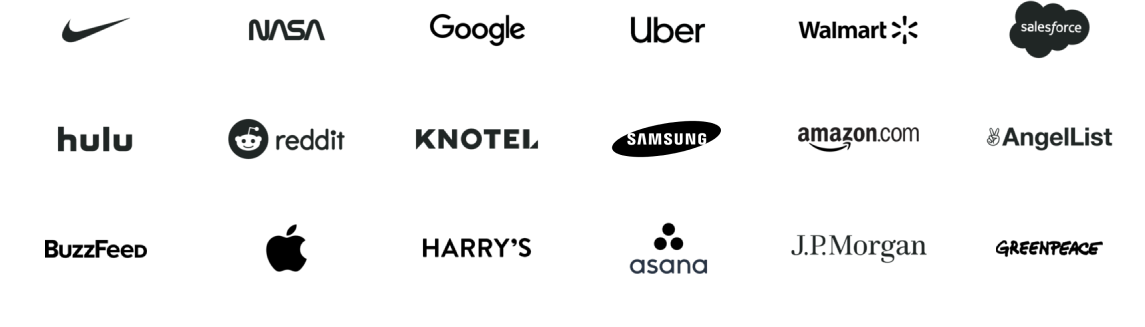 NASA
Google
Uber
Walmart
salesforce
hulu
reddit
KNOTEL
SAMSUNG
amazon.com
AngelList
BuzzFeed
HARRY'S
asana
J.P.Morgan
GREENPEACE